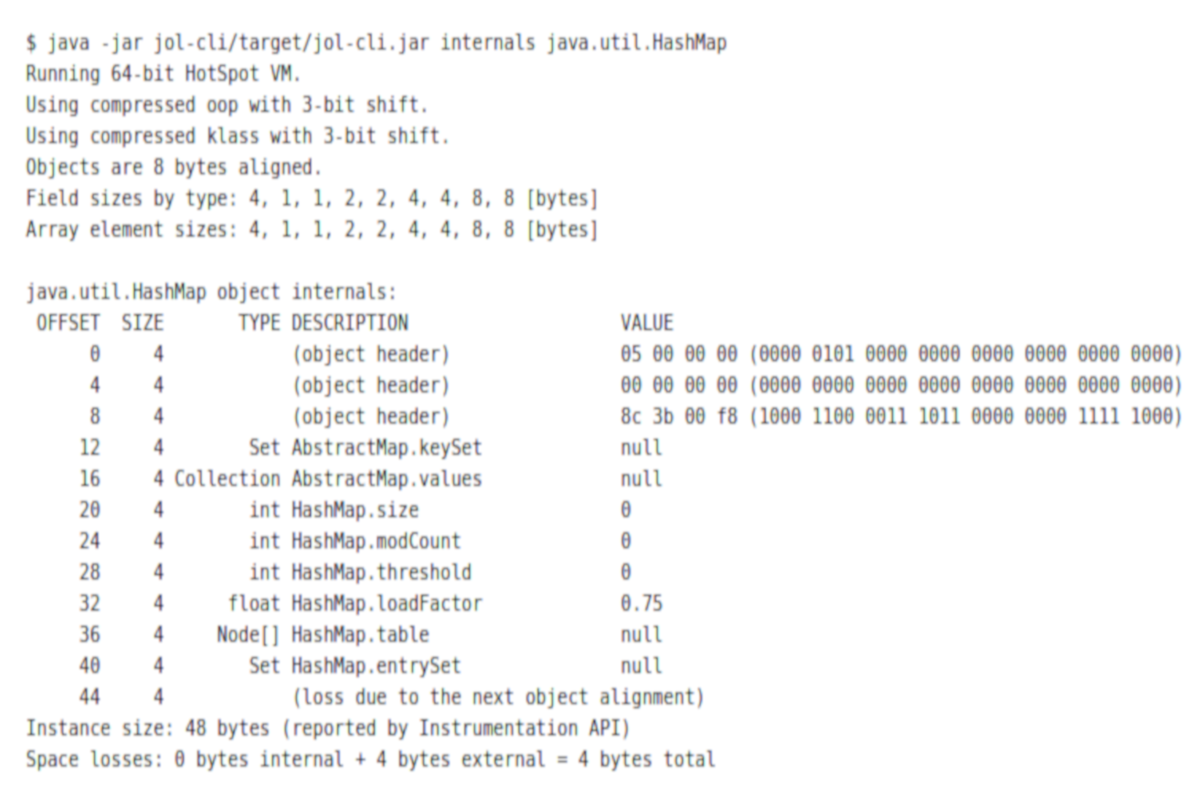 $ java -jar jol-cli/target/jol-cli.jar internals java.util.HashMap
Running 64-bit HotSpot VM.
Using compressed oop with 3-bit shift.
Using compressed klass with 3-bit shift.
Objects are 8 bytes aligned.
Field sizes by type: 4, 1, 1, 2, 2, 4, 4, 8, 8 [bytes]
Array element sizes: 4, 1, 1, 2, 2, 4, 4, 8, 8 [bytes]

java.util.HashMap object internals:
 OFFSET  SIZE       TYPE DESCRIPTION                    VALUE
      0     4            (object header)                05 00 00 00 (0000 0101 0000 0000 0000 0000 0000 0000)
      4     4            (object header)                00 00 00 00 (0000 0000 0000 0000 0000 0000 0000 0000)
      8     4            (object header)                8c 3b 00 f8 (1000 1100 0011 1011 0000 0000 1111 1000)
     12     4        Set AbstractMap.keySet             null
     16     4 Collection AbstractMap.values             null
     20     4        int HashMap.size                   0
     24     4        int HashMap.modCount               0
     28     4        int HashMap.threshold              0
     32     4      float HashMap.loadFactor             0.75
     36     4     Node[] HashMap.table                  null
     40     4        Set HashMap.entrySet               null
     44     4            (loss due to the next object alignment)
Instance size: 48 bytes (reported by Instrumentation API)
Space losses: 0 bytes internal + 4 bytes external = 4 bytes total